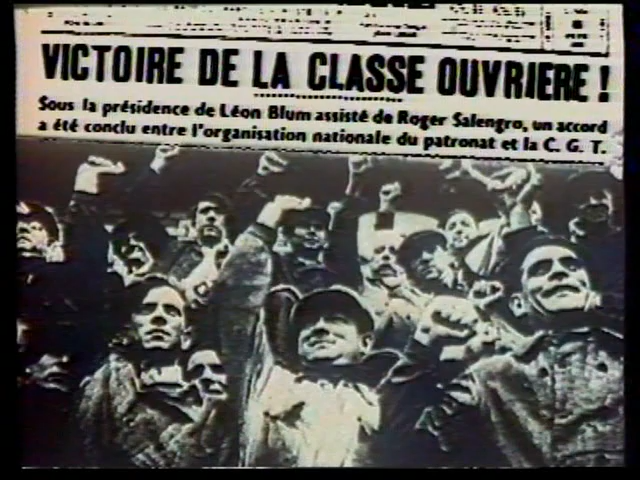 VICTOIRE DE LA CLASSE OUVRIERE !
Sous la présidence de Léon Blum assisté de Roger Salengro, un accord
a été conclu entre l'organisation nationale du patronat et la C. G. T.